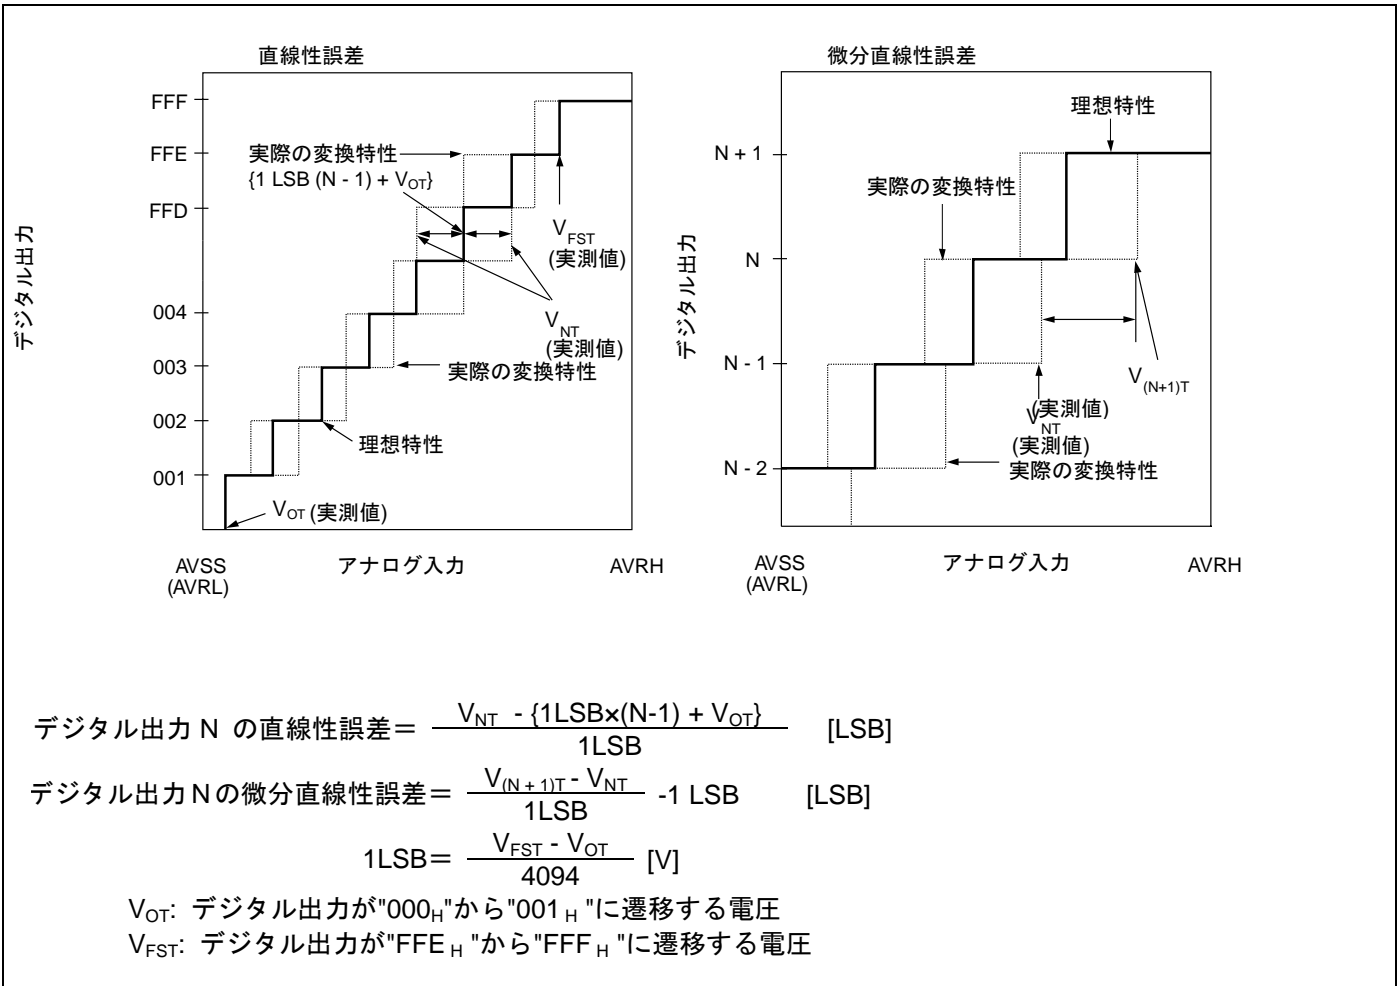 直線性誤差
FFF
FFE
FFD
004
003
002
001
デジタル出力
実際の変換特性
{1 LSB (N - 1) + VOT}
VFST
(実測値)
VNT
(実測値)
実際の変換特性
理想特性
VOT (実測値)
AVSS
(AVRL)
アナログ入力
AVRH
微分直線性誤差
理想特性
N + 1
実際の変換特性
N
デジタル出力
N - 1
V(N+1)T
(実測値)
VNT
(実測値)
N - 2
実際の変換特性
AVSS
(AVRL)
アナログ入力
AVRH
デジタル出力 N の直線性誤差＝ VNT - {1LSB×(N-1) + VOT} [LSB]
1LSB
デジタル出力Nの微分直線性誤差＝ V(N + 1)T - VNT -1 LSB [LSB]
1LSB
1LSB＝ VFST - VOT [V]
4094
VOT: デジタル出力が"000H"から"001 H "に遷移する電圧
VFST: デジタル出力が"FFE H "から"FFF H "に遷移する電圧